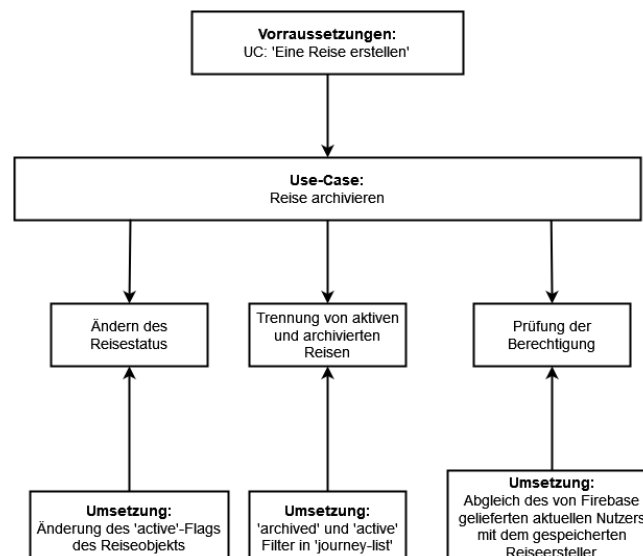 Vorraussetzungen:
UC: 'Eine Reise erstellen'
Use-Case:
Reise archivieren
Ändern des
Reisestatus
Trennung von aktiven
und archivierten
Reisen
Prüfung der
Berechtigung
Umsetzung:
Änderung des 'active'-Flags
des Reiseobjekts
Umsetzung:
'archived' und 'active'
Filter in 'journey-list'
Umsetzung:
Abgleich des von Firebase
gelieferten aktuellen Nutzers
mit dem gespeicherten
Reiseersteller